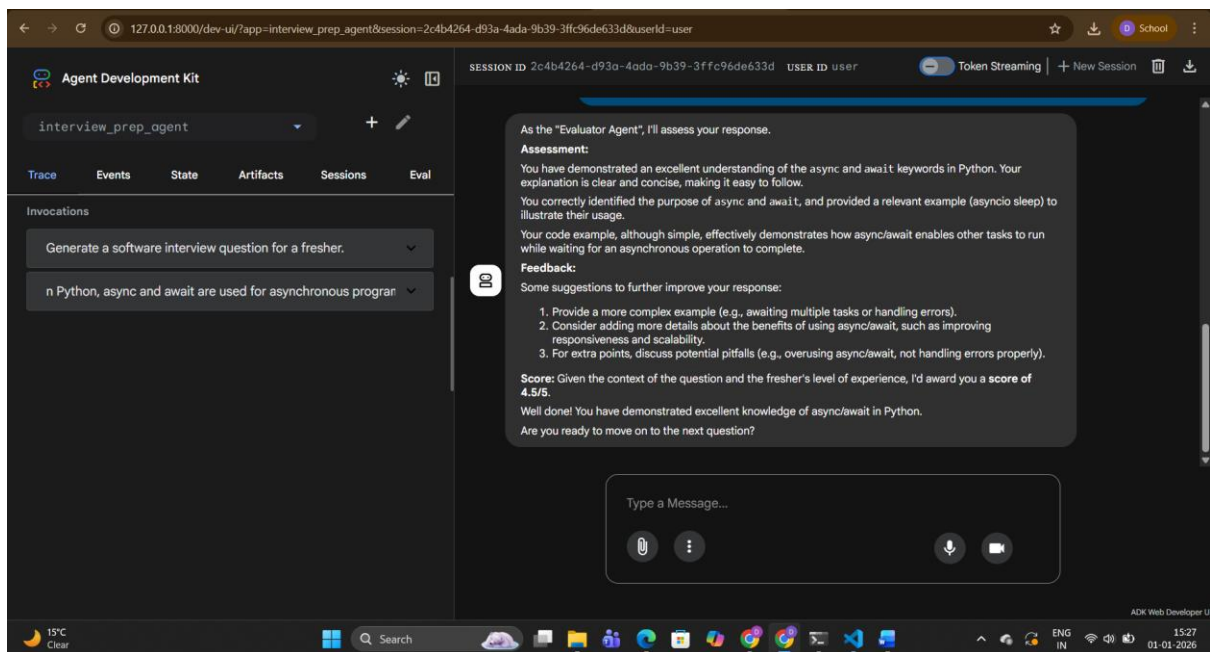 127.0.0.1:8000/dev-ui/?app=interview_prep_agent&session=2c4b4264-d93a-4ada-9b39-3ffc96de633d&userId=user
D School
Agent Development Kit
SESSION ID 2c4b4264-d93a-4ada-9b39-3ffc96de633d USER ID user
Token Streaming
+ New Session
interview_prep_agent
Trace Events State Artifacts Sessions Eval
Invocations
Generate a software interview question for a fresher.
n Python, async and await are used for asynchronous progran
As the "Evaluator Agent", I'll assess your response.
Assessment:
You have demonstrated an excellent understanding of the async and await keywords in Python. Your
explanation is clear and concise, making it easy to follow.
You correctly identified the purpose of async and await, and provided a relevant example (asyncio sleep) to
illustrate their usage.
Your code example, although simple, effectively demonstrates how async/await enables other tasks to run
while waiting for an asynchronous operation to complete.
Feedback:
Some suggestions to further improve your response:
1. Provide a more complex example (e.g., awaiting multiple tasks or handling errors).
2. Consider adding more details about the benefits of using async/await, such as improving
responsiveness and scalability.
3. For extra points, discuss potential pitfalls (e.g., overusing async/await, not handling errors properly).
Score: Given the context of the question and the fresher's level of experience, I'd award you a score of
4.5/5.
Well done! You have demonstrated excellent knowledge of async/await in Python.
Are you ready to move on to the next question?
Type a Message...
ADK Web Developer U
15°C
Clear
Search
ENG
IN
15:27
01-01-2026